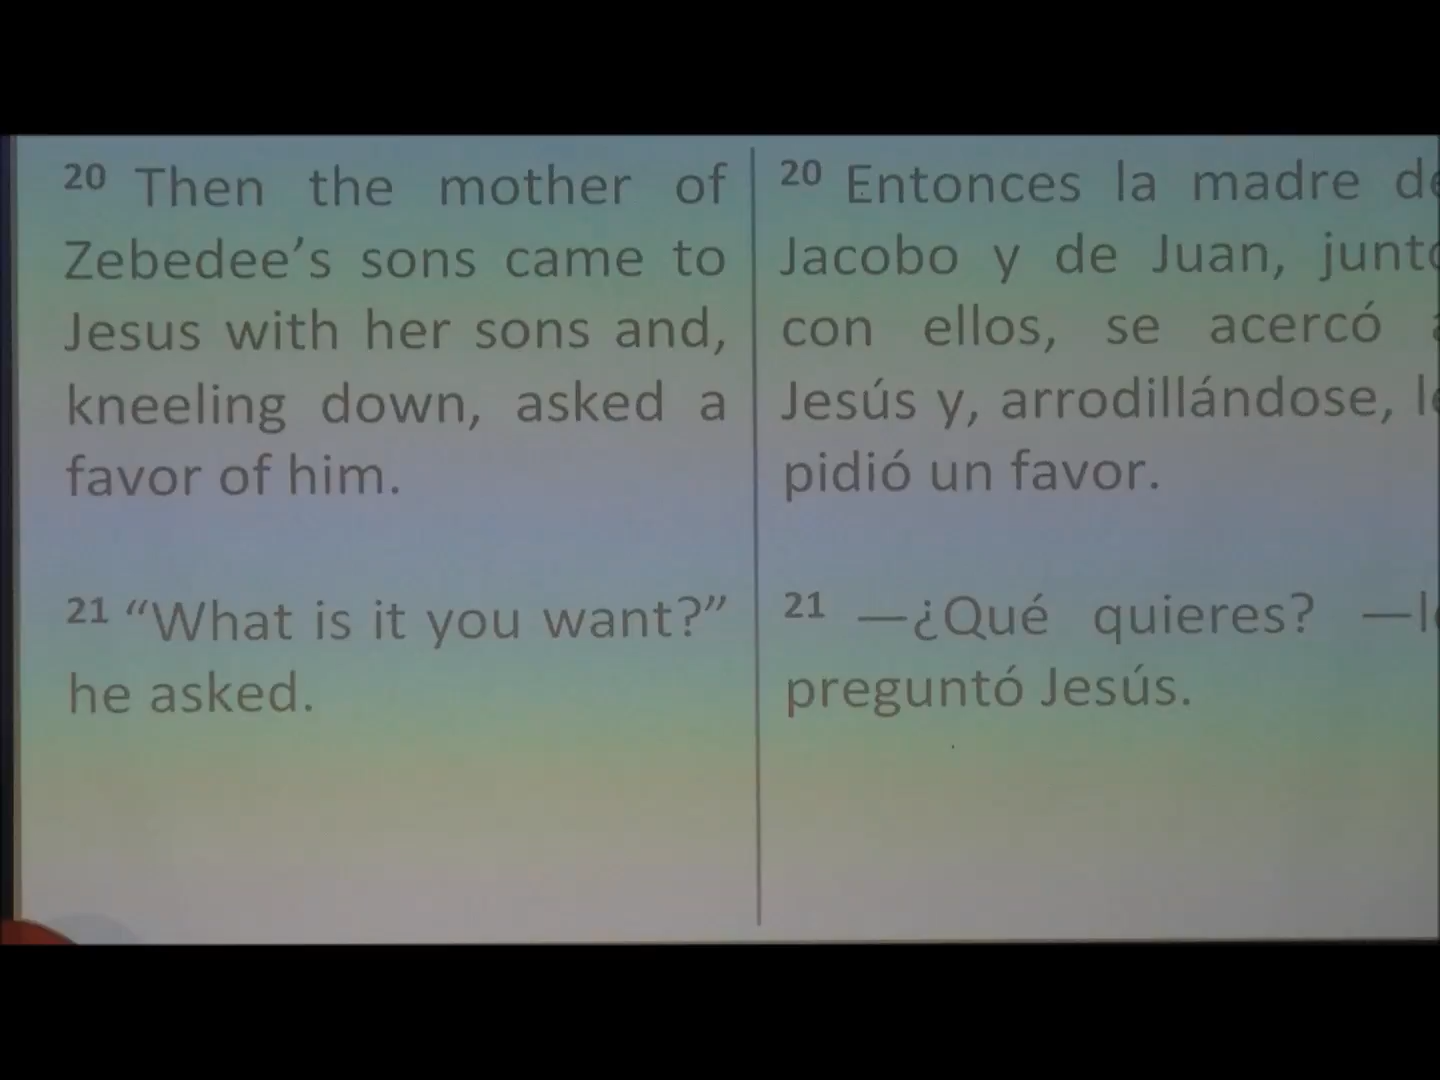 20 Then the mother of
Zebedee’s sons came to
Jesus with her sons and,
kneeling down, asked a
favor of him.
21 “What is it you want?”
he asked.
20 Entonces la madre
Jacobo y de Juan,
con ellos, se acercó
Jesús y, arrodillándose,
pidió un favor.
21 —¿Qué quieres?
preguntó Jesús.